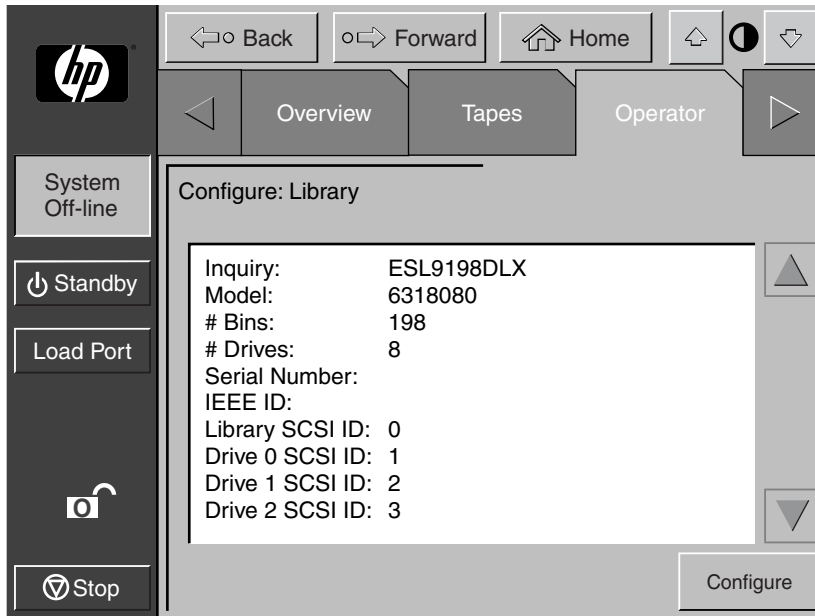 hp
Back
Forward
Home
Overview
Tapes
Operator
System
Off-line
Configure: Library
Standby
Load Port
Inquiry: ESL9198DLX
Model: 6318080
# Bins: 198
# Drives: 8
Serial Number:
IEEE ID:
Library SCSI ID: 0
Drive 0 SCSI ID: 1
Drive 1 SCSI ID: 2
Drive 2 SCSI ID: 3
Stop
Configure